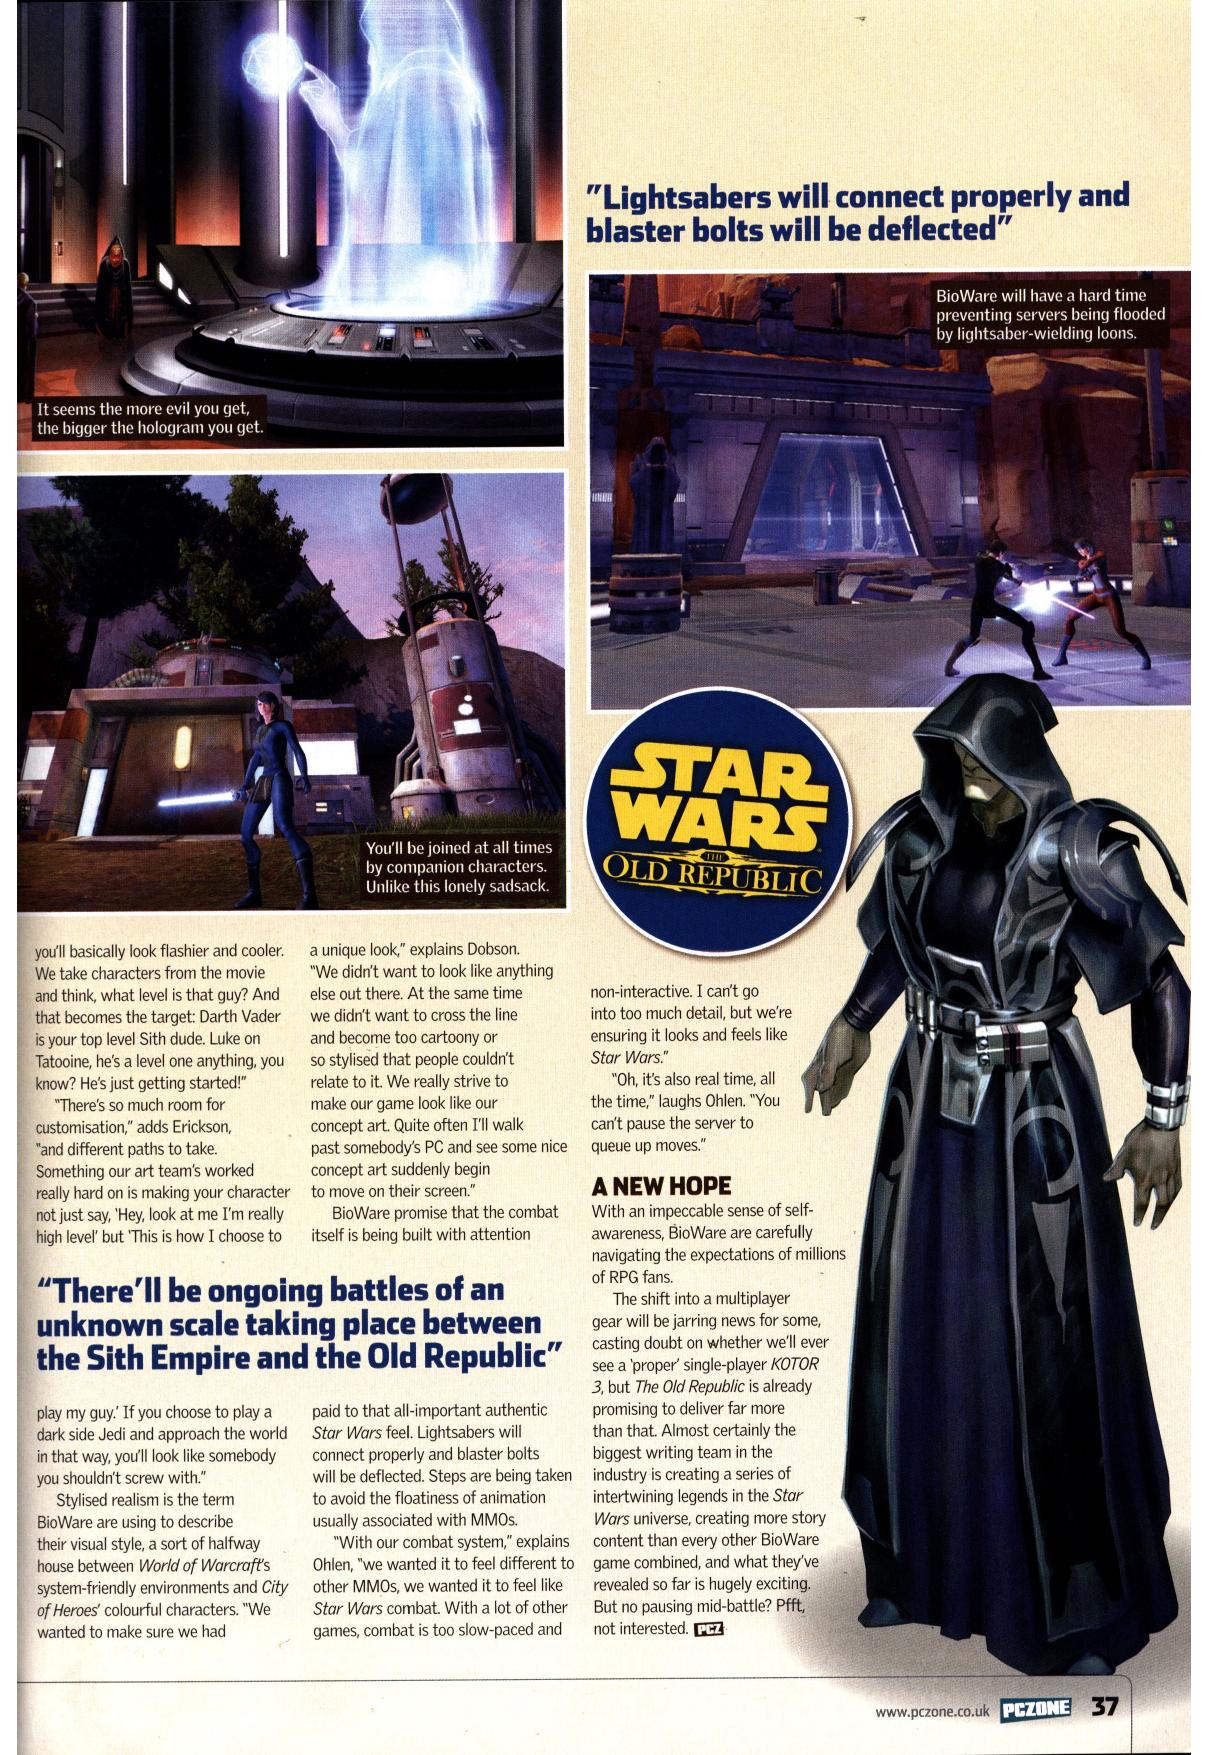 "Lightsabers will connect properly and
blaster bolts will be deflected"
BioWare will have a hard time
preventing servers being flooded
by lightsaber-wielding loons.
It seems the more evil you get,
the bigger the hologram you get.
You'll be joined at all times
by companion characters.
Unlike this lonely sadsack.
STAR
WARS
THE
OLD REPUBLIC
you'll basically look flashier and cooler.
We take characters from the movie
and think, what level is that guy? And
that becomes the target: Darth Vader
is your top level Sith dude. Luke on
Tatooine, he's a level one anything, you
know? He's just getting started!"
"There's so much room for
customisation," adds Erickson,
"and different paths to take.
Something our art team's worked
really hard on is making your character
not just say, 'Hey, look at me I'm really
high level' but 'This is how I choose to
"There'll be ongoing battles of an
unknown scale taking place between
the Sith Empire and the Old Republic"
play my guy.' If you choose to play a
dark side Jedi and approach the world
in that way, you'll look like somebody
you shouldn't screw with."
Stylised realism is the term
BioWare are using to describe
their visual style, a sort of halfway
house between World of Warcraft's
system-friendly environments and City
of Heroes' colourful characters. "We
wanted to make sure we had
a unique look," explains Dobson.
"We didn't want to look like anything
else out there. At the same time
we didn't want to cross the line
and become too cartoony or
so stylised that people couldn't
relate to it. We really strive to
make our game look like our
concept art. Quite often I'll walk
past somebody's PC and see some nice
concept art suddenly begin
to move on their screen."
BioWare promise that the combat
itself is being built with attention
paid to that all-important authentic
Star Wars feel. Lightsabers will
connect properly and blaster bolts
will be deflected. Steps are being taken
to avoid the floatiness of animation
usually associated with MMOs.
"With our combat system," explains
Ohlen, "we wanted it to feel different to
other MMOs, we wanted it to feel like
Star Wars combat. With a lot of other
games, combat is too slow-paced and
non-interactive. I can't go
into too much detail, but we're
ensuring it looks and feels like
Star Wars."
"Oh, it's also real time, all
the time," laughs Ohlen. "You
can't pause the server to
queue up moves."
A NEW HOPE
With an impeccable sense of self-
awareness, BioWare are carefully
navigating the expectations of millions
of RPG fans.
The shift into a multiplayer
gear will be jarring news for some,
casting doubt on whether we'll ever
see a 'proper' single-player KOTOR
3, but The Old Republic is already
promising to deliver far more
than that. Almost certainly the
biggest writing team in the
industry is creating a series of
intertwining legends in the Star
Wars universe, creating more story
content than every other BioWare
game combined, and what they've
revealed so far is hugely exciting.
But no pausing mid-battle? Pfft,
not interested. PCZ
www.pczone.co.uk PCZONE 37